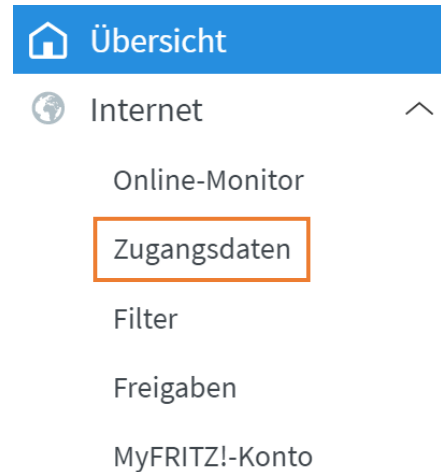 Übersicht
Internet
Online-Monitor
Zugangsdaten
Filter
Freigaben
MyFRITZ!-Konto